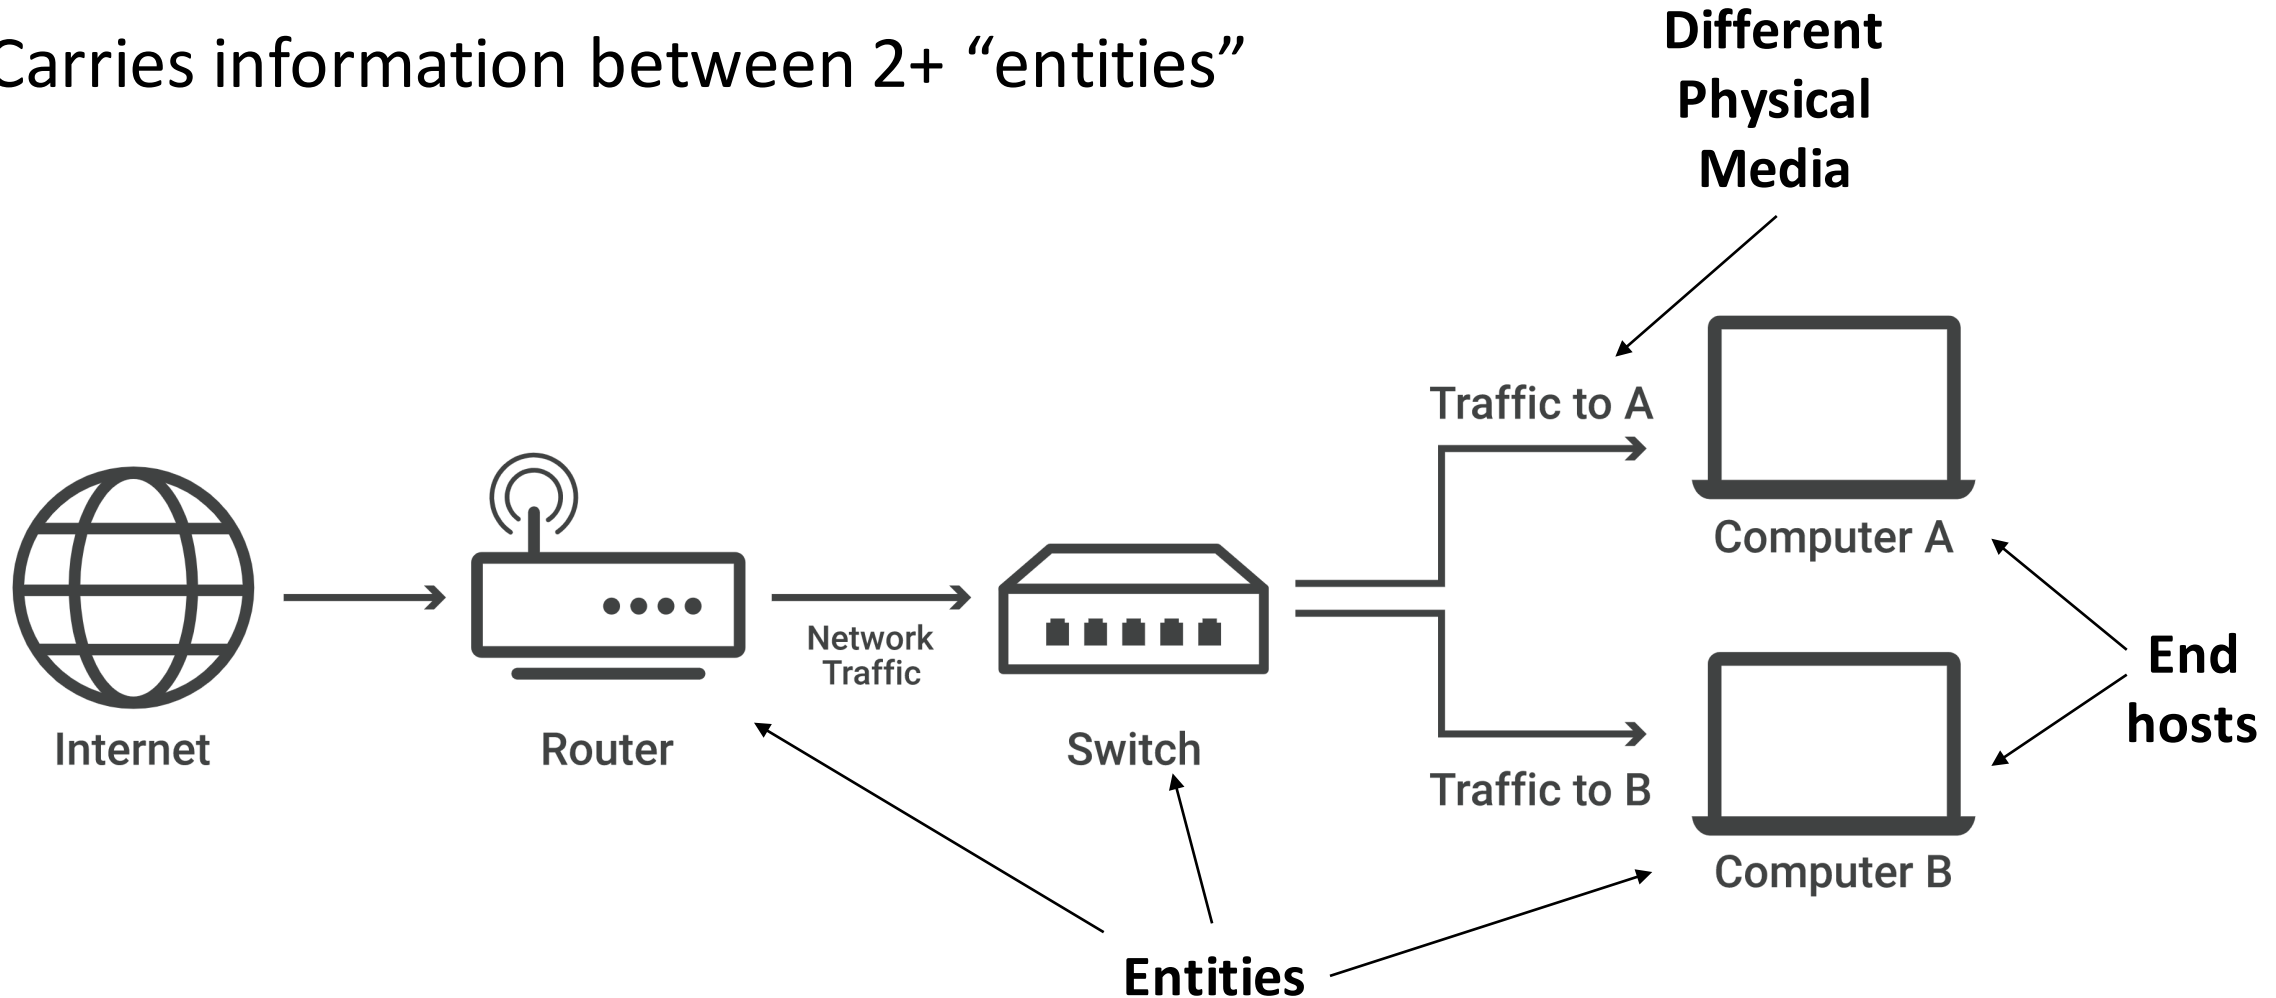 Carries information between 2+ “entities”
Different
Physical
Media
Traffic to A
Computer A
Network
Traffic
End
hosts
Internet
Router
Switch
Traffic to B
Computer B
Entities